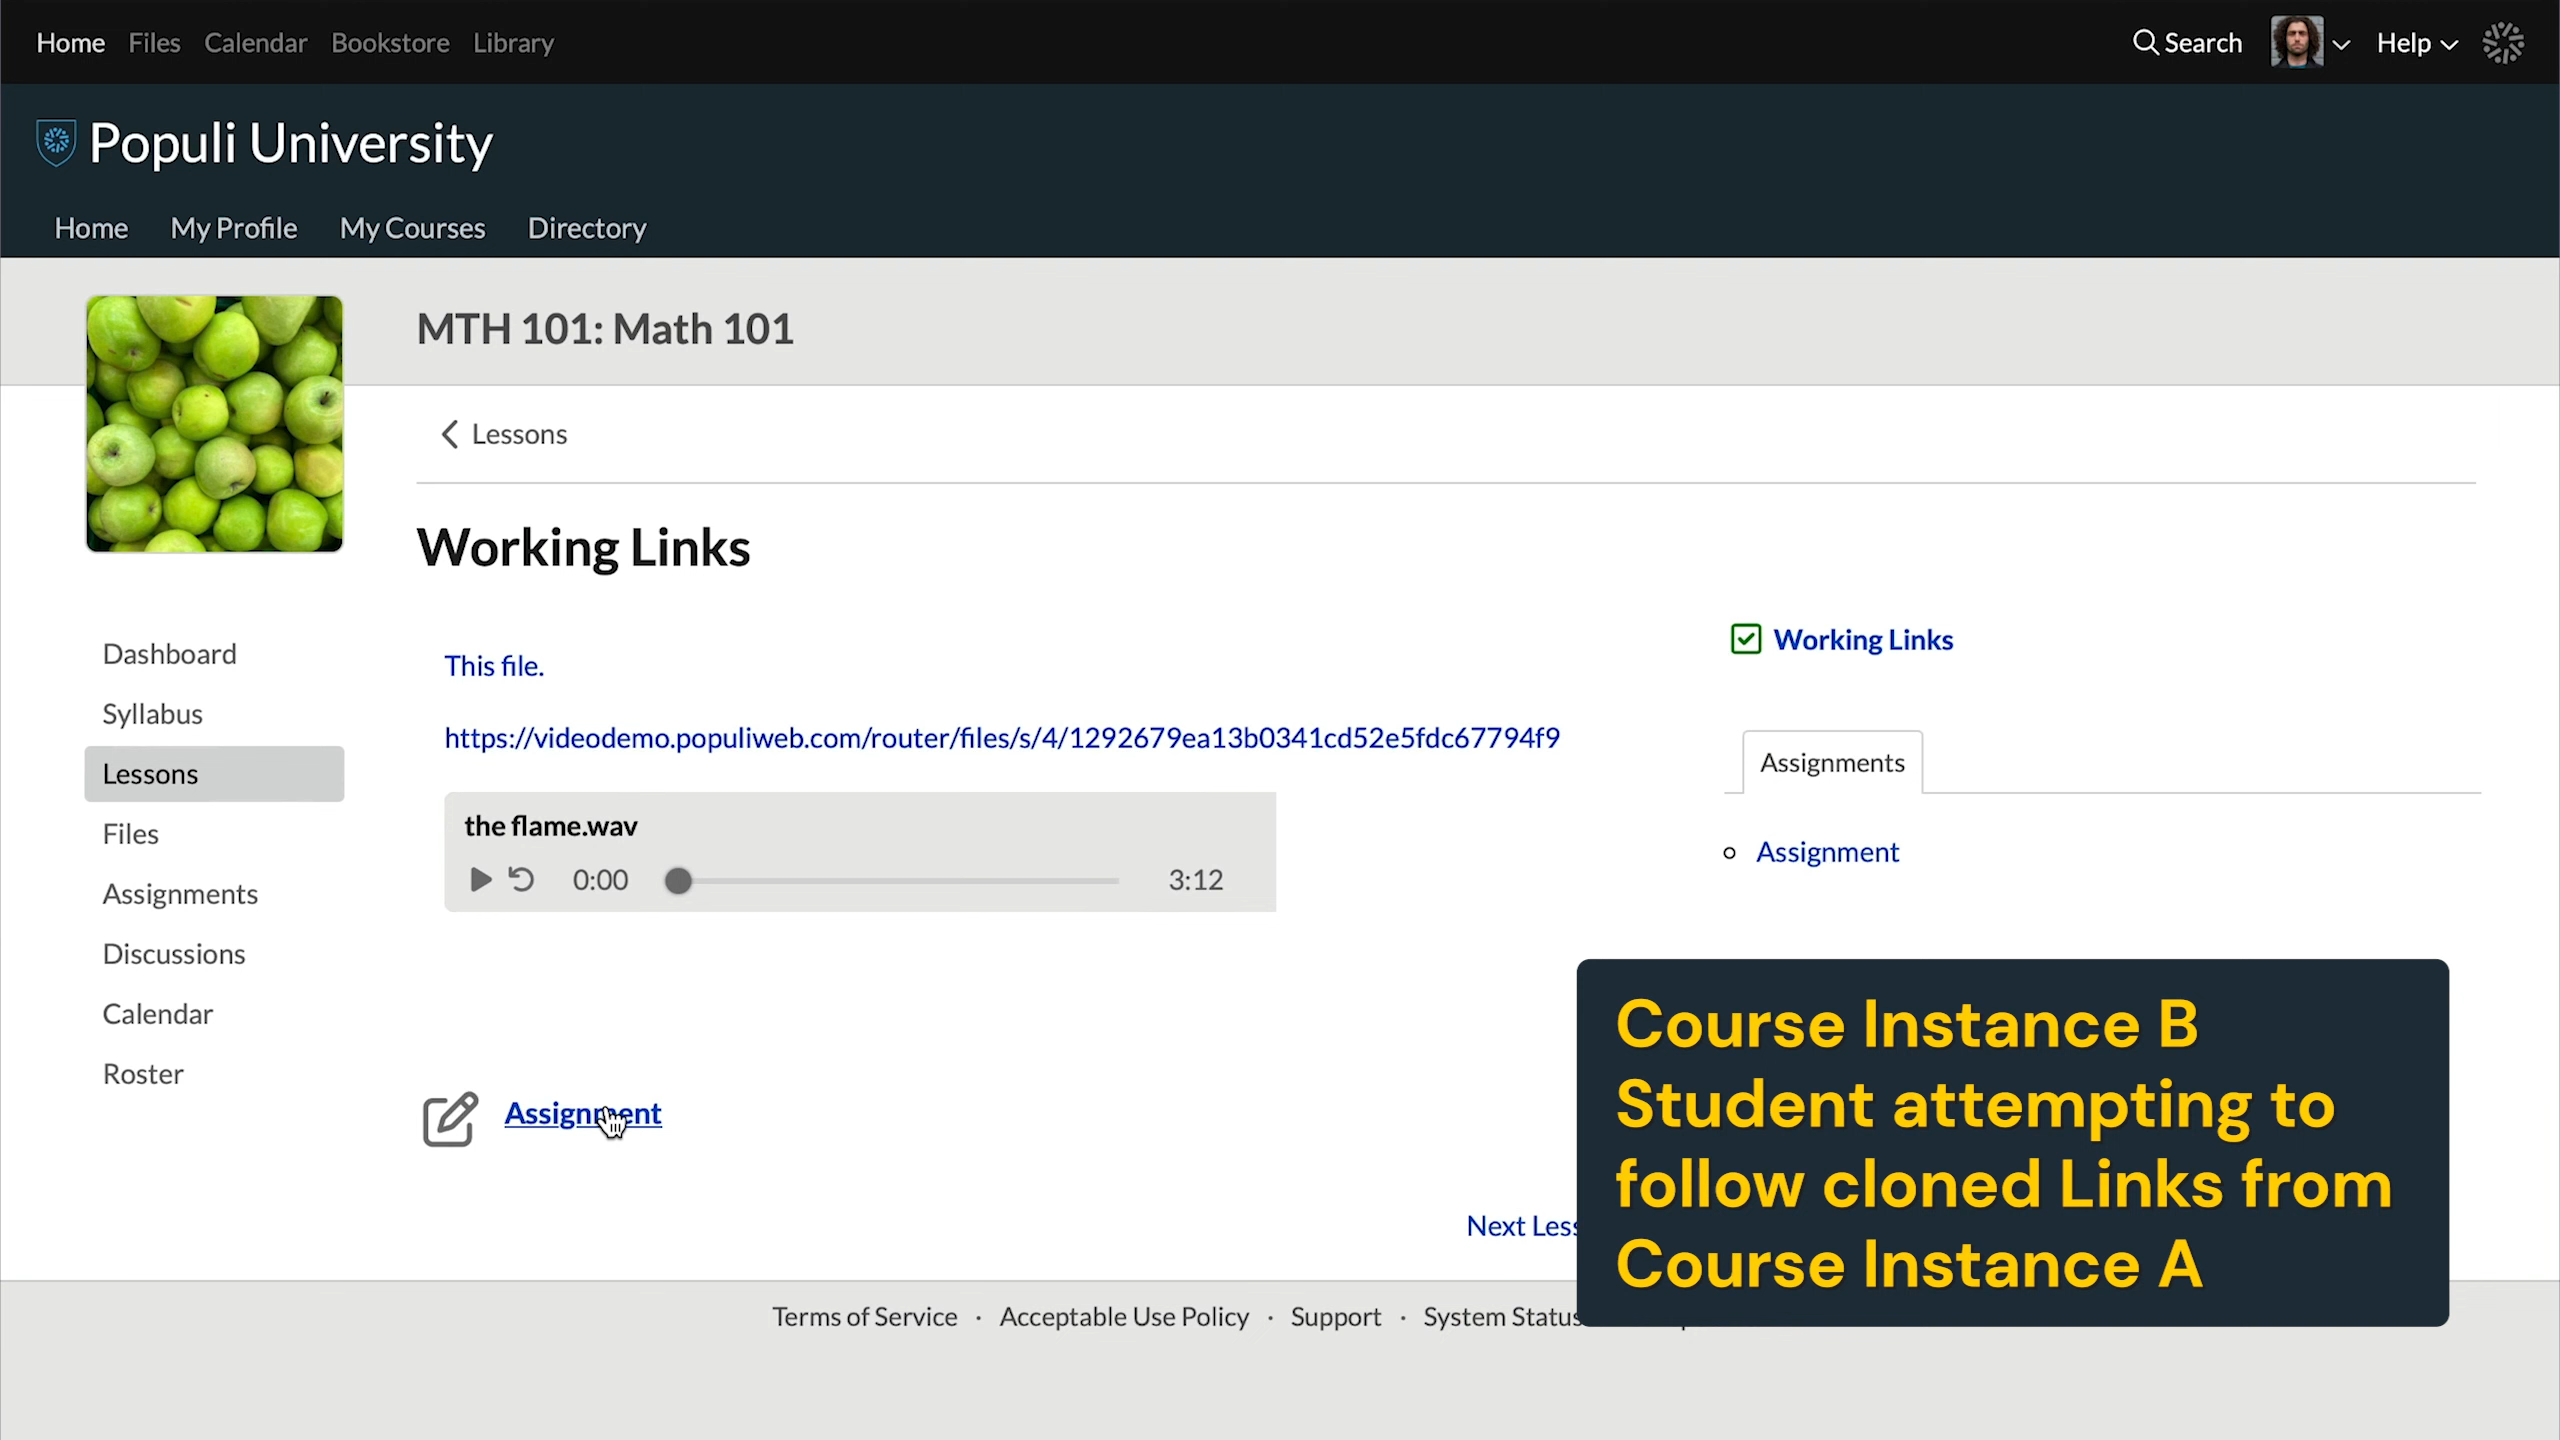 Home Files Calendar Bookstore Library
Search
Help
Populi University
Home My Profile My Courses Directory
MTH 101: Math 101
Lessons
Working Links
This file.
https://videodemo.populiweb.com/router/files/s/4/1292679ea13b0341cd52e5fdc67794f9
the flame.wav
0:00 3:12
Assignment
Next Less
Dashboard
Syllabus
Lessons
Files
Assignments
Discussions
Calendar
Roster
Working Links
Assignments
Assignment
Course Instance B
Student attempting to
follow cloned Links from
Course Instance A
Terms of Service · Acceptable Use Policy · Support · System Status